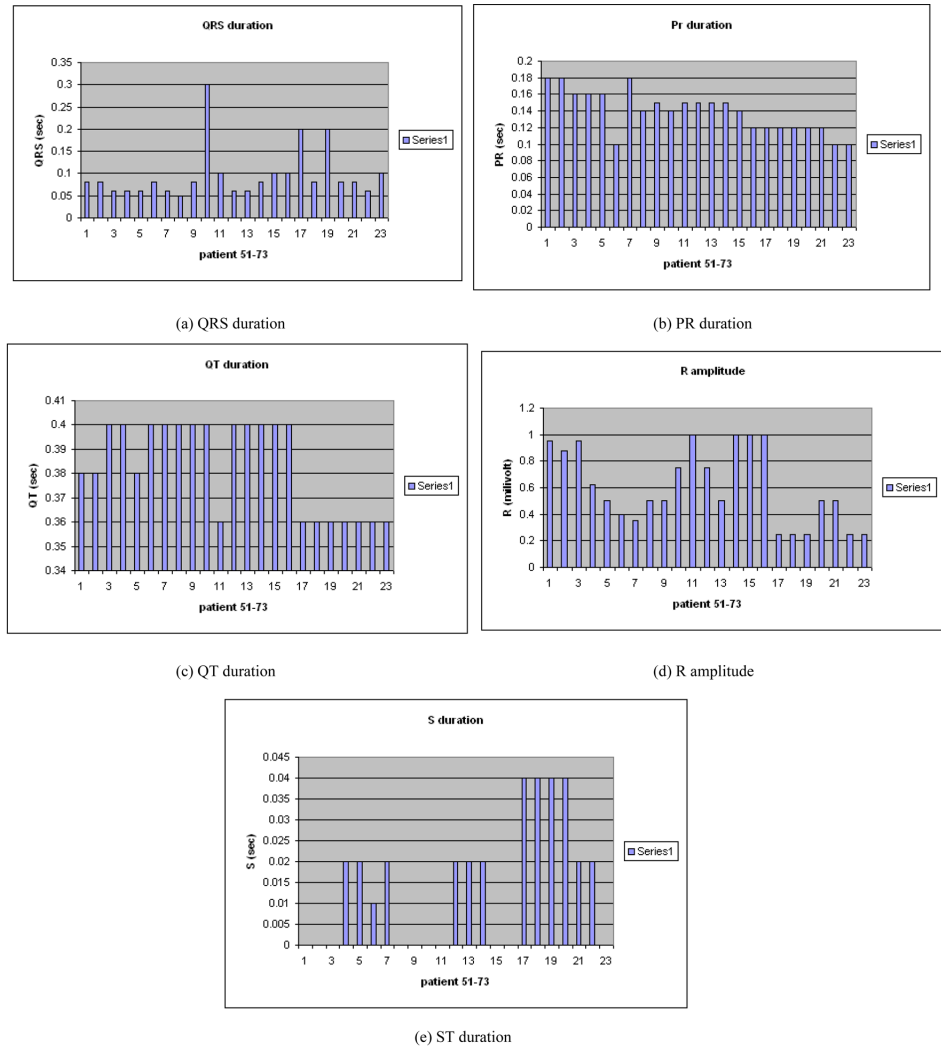 QRS duration
0.35
0.3
0.25
0.2
0.15
0.1
0.05
0
QRS (sec)
1 3 5 7 9 11 13 15 17 19 21 23
patient 51-73
Series1
(a) QRS duration
Pr duration
0.2
0.18
0.16
0.14
0.12
0.1
0.08
0.06
0.04
0.02
0
PR (sec)
1 3 5 7 9 11 13 15 17 19 21 23
patient 51-73
Series1
(b) PR duration
QT duration
0.41
0.4
0.39
0.38
0.37
0.36
0.35
0.34
QT (sec)
1 3 5 7 9 11 13 15 17 19 21 23
patient 51-73
Series1
(c) QT duration
R amplitude
1.2
1
0.8
0.6
0.4
0.2
0
R (milivolt)
1 3 5 7 9 11 13 15 17 19 21 23
patient 51-73
Series1
(d) R amplitude
S duration
0.045
0.04
0.035
0.03
0.025
0.02
0.015
0.01
0.005
0
S (sec)
1 3 5 7 9 11 13 15 17 19 21 23
patient 51-73
Series1
(e) ST duration